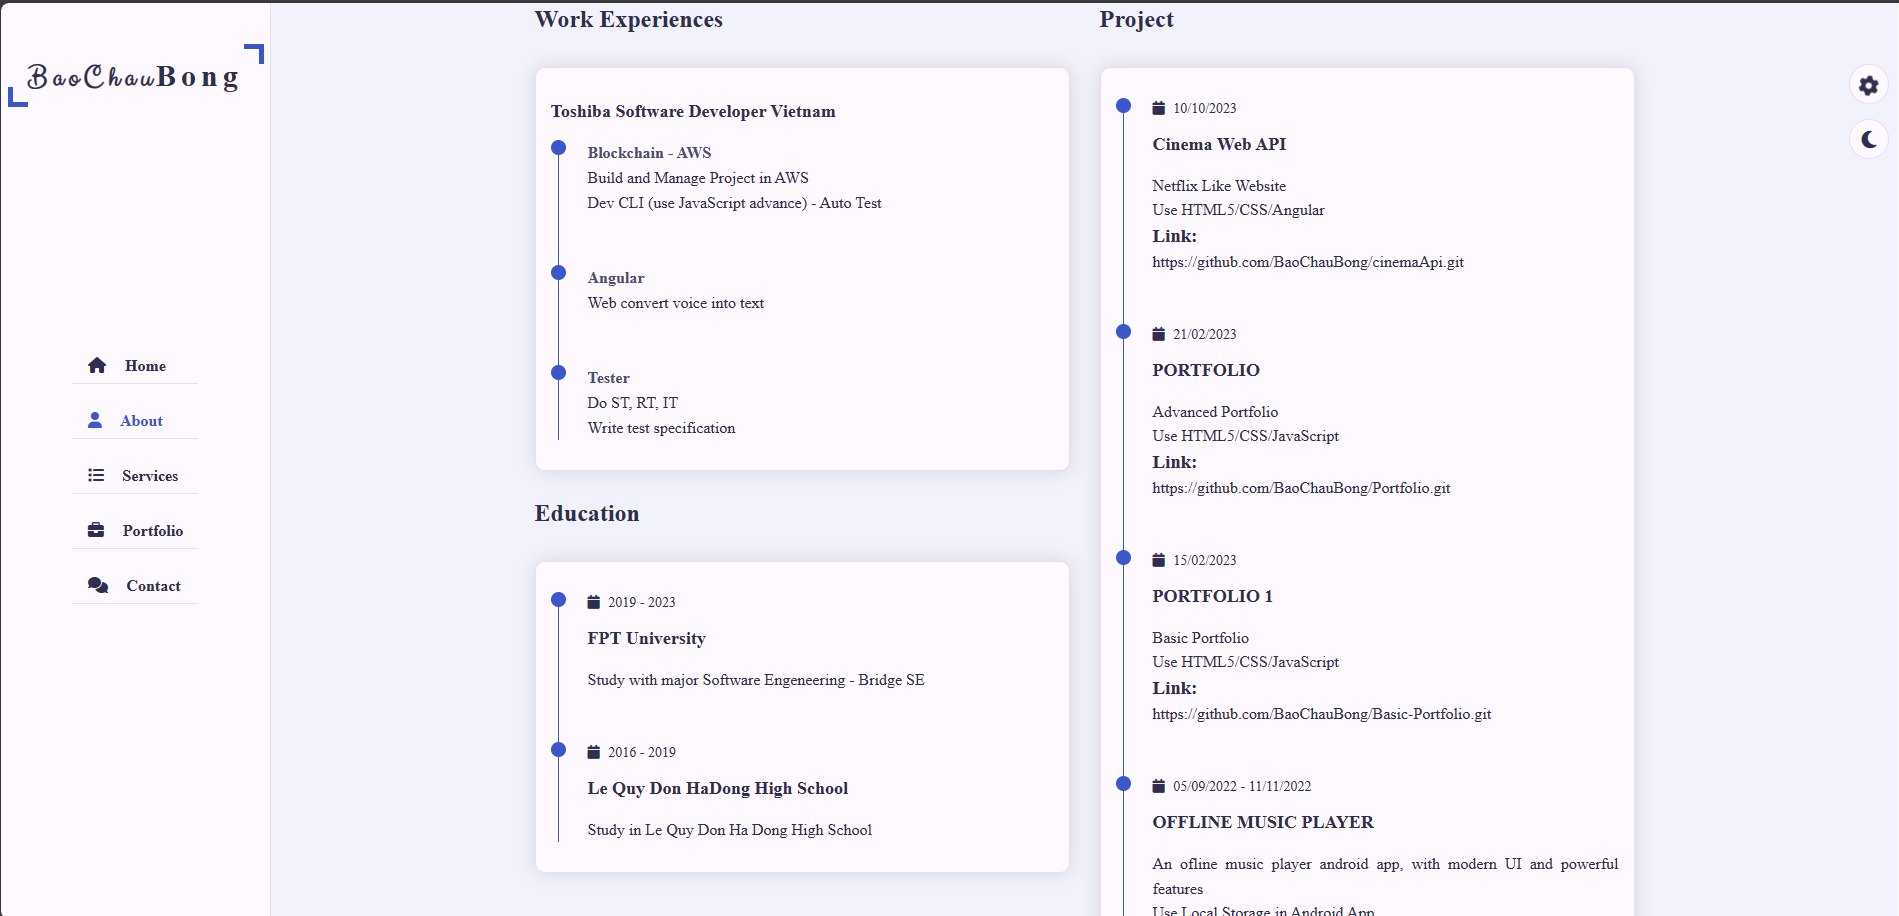 BaoChauBong
Home
About
Services
Portfolio
Contact
Work Experiences
Toshiba Software Developer Vietnam
Blockchain - AWS
Build and Manage Project in AWS
Dev CLI (use JavaScript advance) - Auto Test
Angular
Web convert voice into text
Tester
Do ST, RT, IT
Write test specification
Education
2019 - 2023
FPT University
Study with major Software Engeneering - Bridge SE
2016 - 2019
Le Quy Don HaDong High School
Study in Le Quy Don Ha Dong High School
Project
10/10/2023
Cinema Web API
Netflix Like Website
Use HTML5/CSS/Angular
Link:
https://github.com/BaoChauBong/cinemaApi.git
21/02/2023
PORTFOLIO
Advanced Portfolio
Use HTML5/CSS/JavaScript
Link:
https://github.com/BaoChauBong/Portfolio.git
15/02/2023
PORTFOLIO 1
Basic Portfolio
Use HTML5/CSS/JavaScript
Link:
https://github.com/BaoChauBong/Basic-Portfolio.git
05/09/2022 - 11/11/2022
OFFLINE MUSIC PLAYER
An ofline music player android app, with modern UI and powerful
features
Use Local Storage in Android App